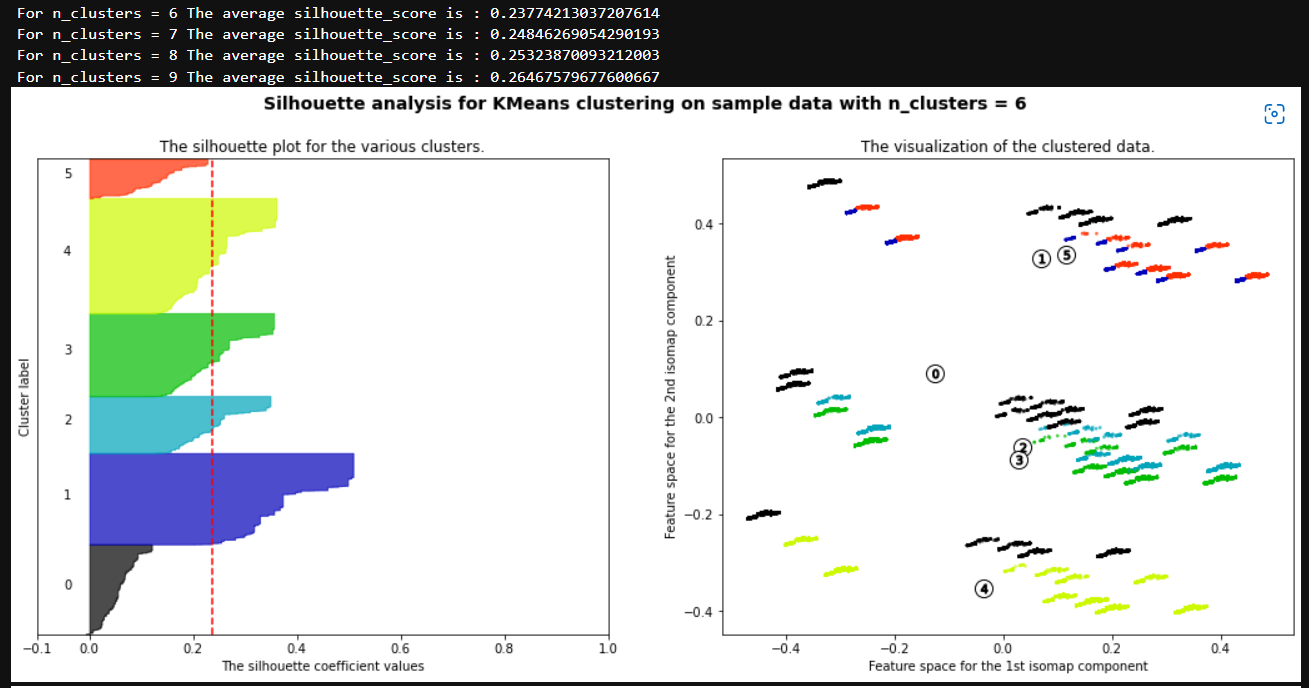 For n_clusters = 6 The average silhouette_score is : 0.23774213037207614
For n_clusters = 7 The average silhouette_score is : 0.24846269054290193
For n_clusters = 8 The average silhouette_score is : 0.25323870093212003
For n_clusters = 9 The average silhouette_score is : 0.26467579677600667
Silhouette analysis for KMeans clustering on sample data with n_clusters = 6
The silhouette plot for the various clusters.
Cluster label
5
4
3
2
1
0
−0.1 0.0 0.2 0.4 0.6 0.8 1.0
The silhouette coefficient values
The visualization of the clustered data.
Feature space for the 2nd isomap component
0.4
0.2
0.0
−0.2
−0.4
1 5
0
2
3
4
−0.4 −0.2 0.0 0.2 0.4
Feature space for the 1st isomap component